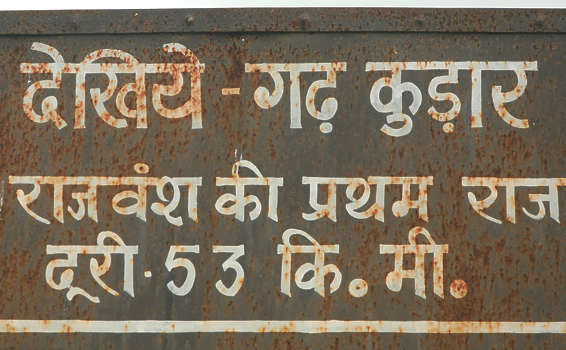 देखिये - गढ़ कुड़ार
राजवंश की प्रथम राज
दूरी. 53 कि. मी.